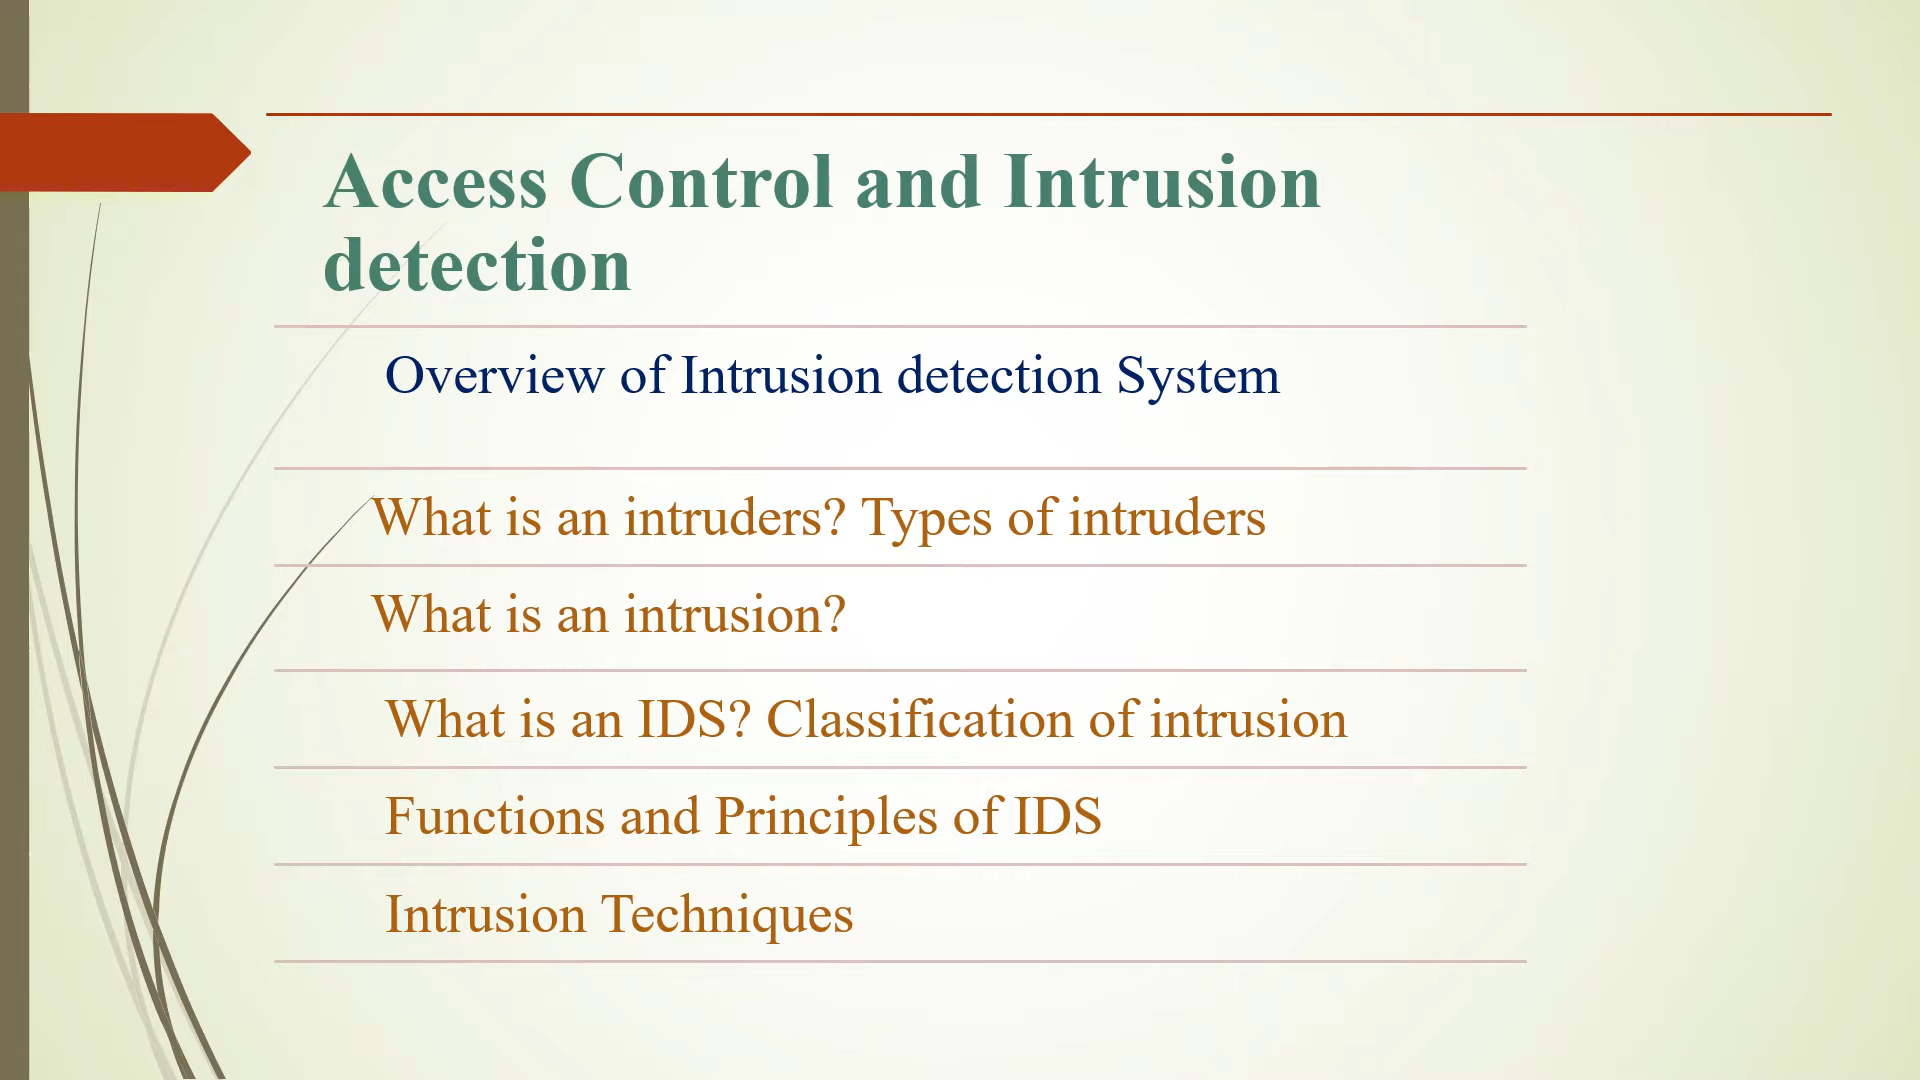 Access Control and Intrusion
detection
Overview of Intrusion detection System
What is an intruders? Types of intruders
What is an intrusion?
What is an IDS? Classification of intrusion
Functions and Principles of IDS
Intrusion Techniques